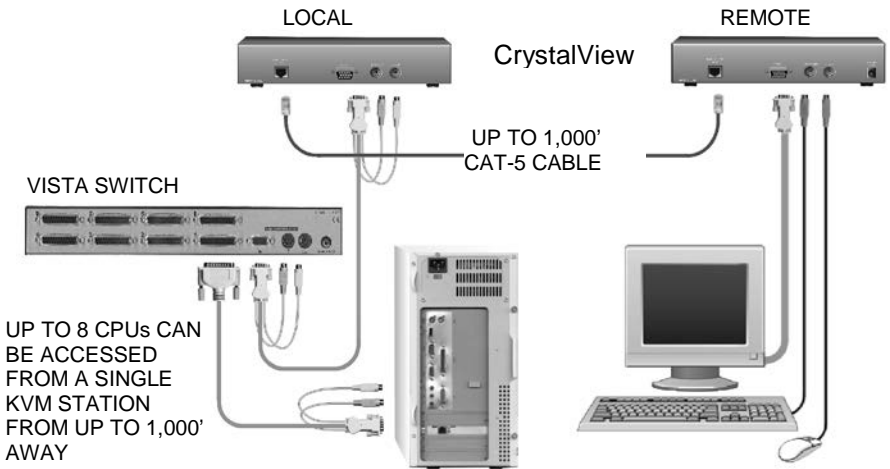 LOCAL
REMOTE
CrystalView
UP TO 1,000'
CAT-5 CABLE
VISTA SWITCH
UP TO 8 CPUs CAN
BE ACCESSED
FROM A SINGLE
KVM STATION
FROM UP TO 1,000'
AWAY